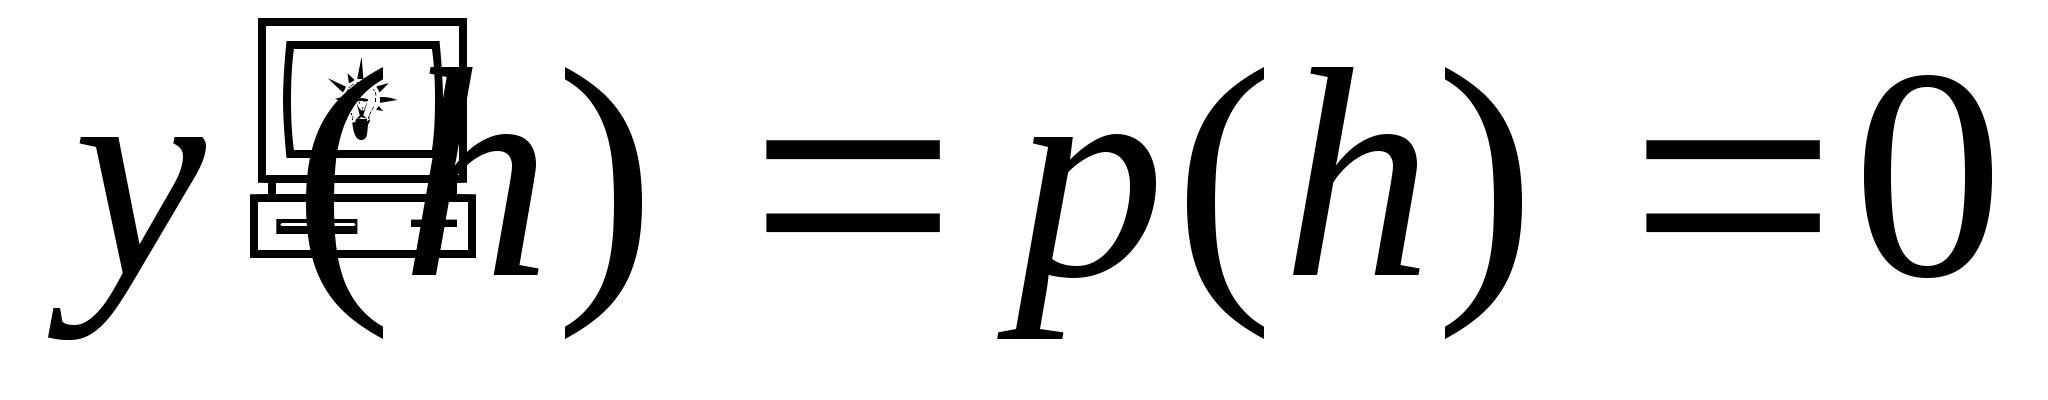 y (h) = p(h) = 0